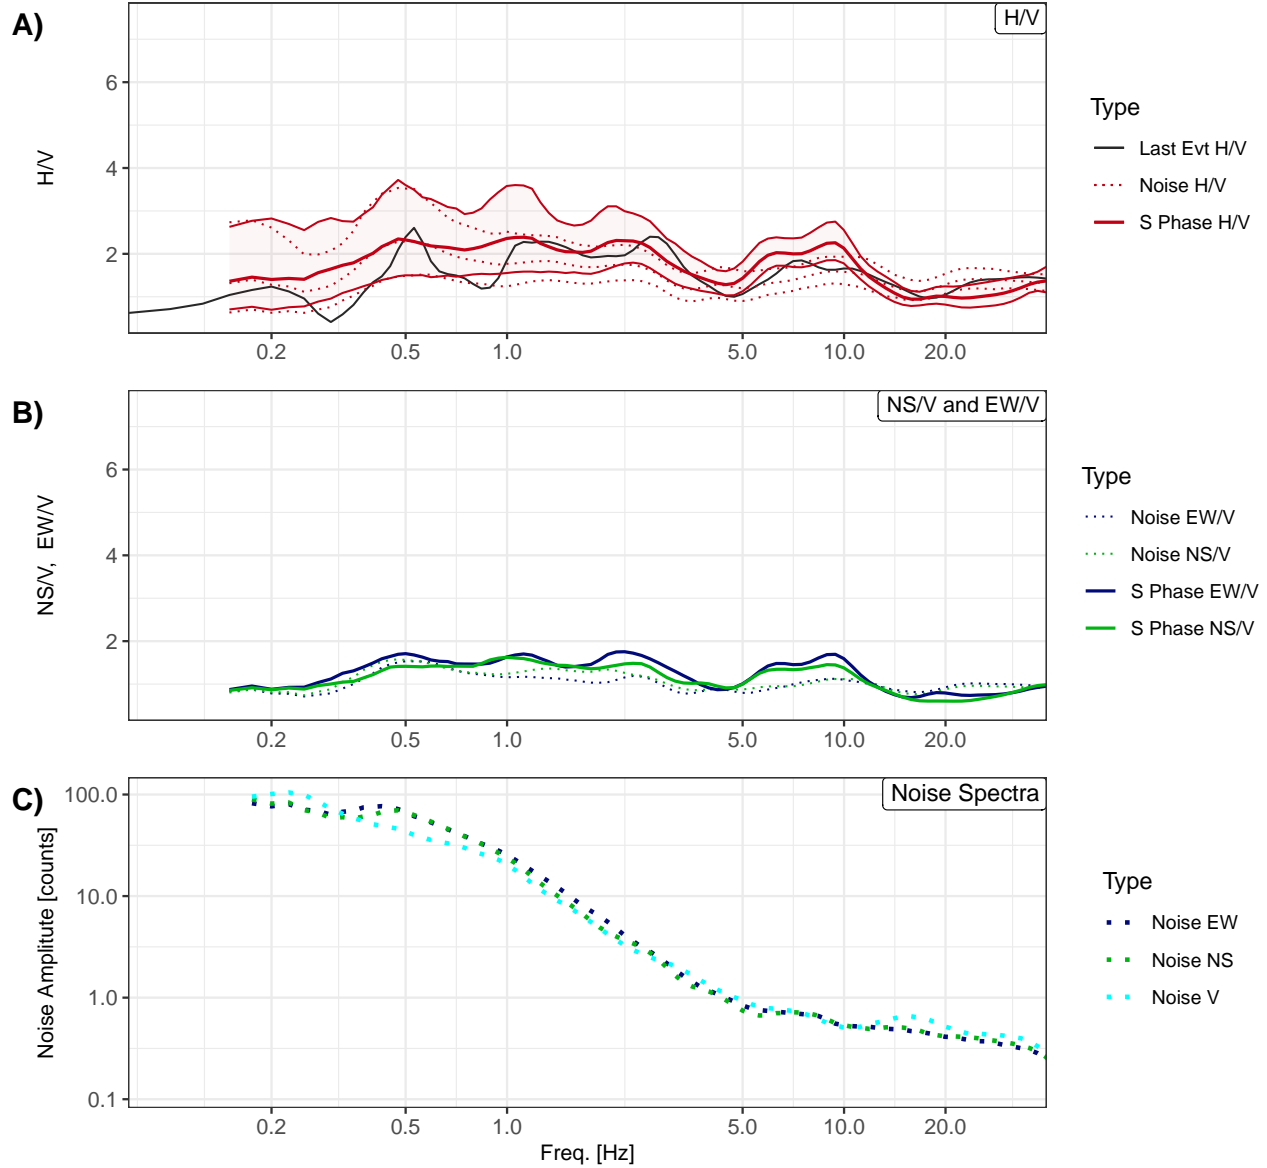 A)
H/V
6
4
2
H/V
0.2 0.5 1.0 5.0 10.0 20.0
Type
Last Evt H/V
Noise H/V
S Phase H/V
B)
NS/V and EW/V
6
4
2
NS/V,  EW/V
0.2 0.5 1.0 5.0 10.0 20.0
Type
Noise EW/V
Noise NS/V
S Phase EW/V
S Phase NS/V
C)
Noise Spectra
100.0
10.0
1.0
0.1
Noise Amplitute [counts]
0.2 0.5 1.0 5.0 10.0 20.0
Freq. [Hz]
Type
Noise EW
Noise NS
Noise V